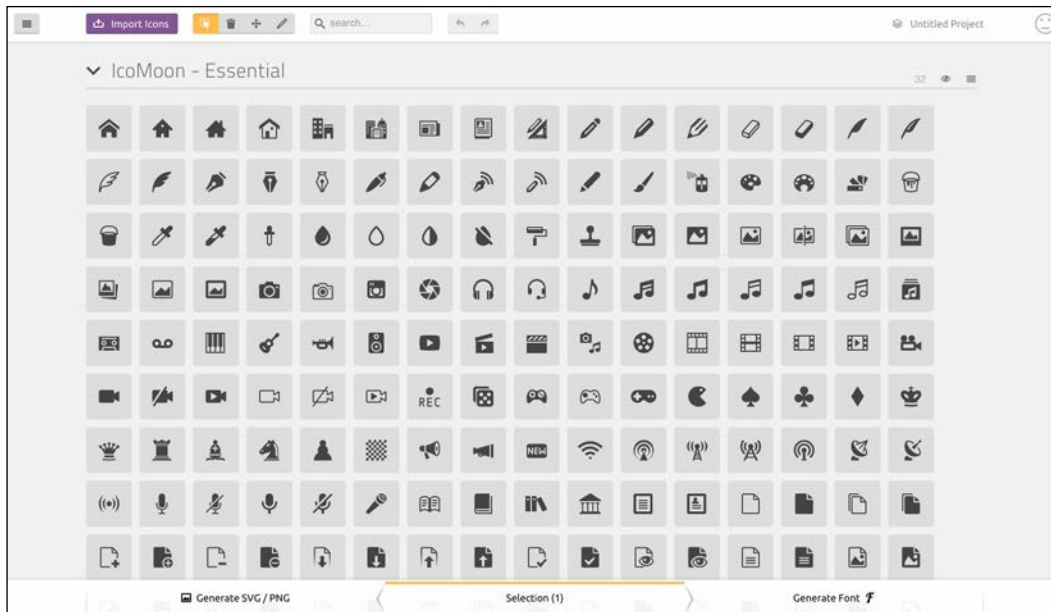 Import Icons search... Untitled Project
IcoMoon - Essential 32
REC
NEW
Generate SVG / PNG Selection (1) Generate Font